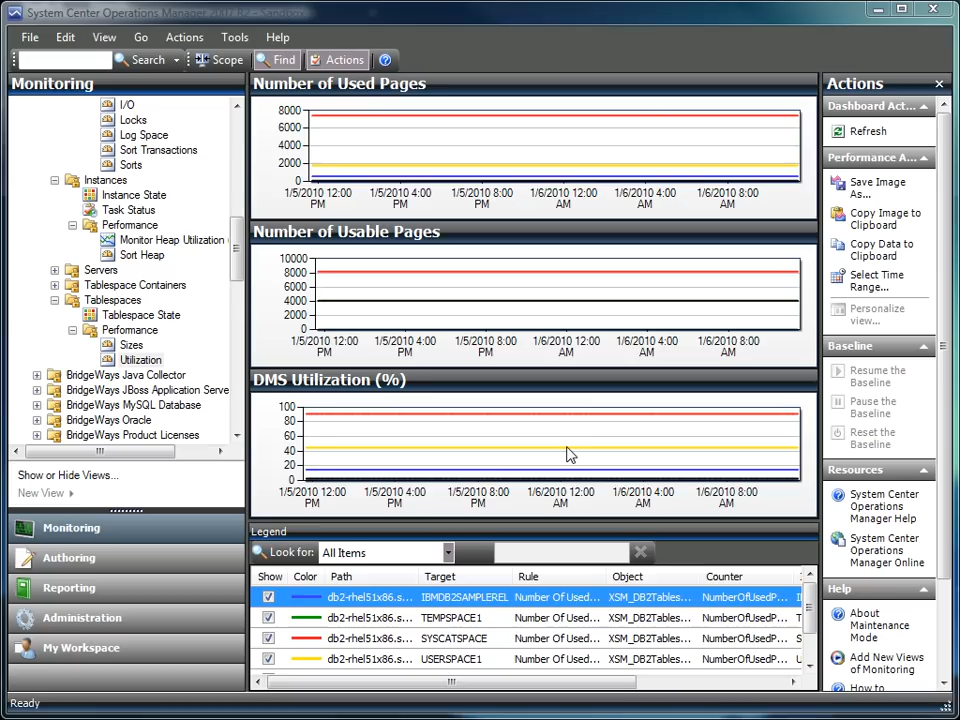 System Center Operations Manager 2007 R2 - Sandbox
File Edit View Go Actions Tools Help
Search Scope Find Actions
Monitoring
I/O
Locks
Log Space
Sort Transactions
Sorts
Instances
Instance State
Task Status
Performance
Monitor Heap Utilization (
Sort Heap
Servers
Tablespace Containers
Tablespaces
Tablespace State
Performance
Sizes
Utilization
BridgeWays Java Collector
BridgeWays JBoss Application Serve
BridgeWays MySQL Database
BridgeWays Oracle
BridgeWays Product Licenses
Show or Hide Views...
New View
Monitoring
Authoring
Reporting
Administration
My Workspace
Ready
Number of Used Pages
8000
6000
4000
2000
0
1/5/2010 12:00 1/5/2010 4:00 1/5/2010 8:00 1/6/2010 12:00 1/6/2010 4:00 1/6/2010 8:00
PM PM PM AM AM AM
Number of Usable Pages
10000
8000
6000
4000
2000
0
1/5/2010 12:00 1/5/2010 4:00 1/5/2010 8:00 1/6/2010 12:00 1/6/2010 4:00 1/6/2010 8:00
PM PM PM AM AM AM
DMS Utilization (%)
100
80
60
40
20
0
1/5/2010 12:00 1/5/2010 4:00 1/5/2010 8:00 1/6/2010 12:00 1/6/2010 4:00 1/6/2010 8:00
PM PM PM AM AM AM
Legend
Look for: All Items
Show Color Path Target Rule Object Counter
db2-rhel51x86.s... IBMDB2SAMPLEREL Number Of Used... XSM_DB2Tables... NumberOfUsedP...
db2-rhel51x86.s... TEMPSPACE1 Number Of Used... XSM_DB2Tables... NumberOfUsedP...
db2-rhel51x86.s... SYSCATSPACE Number Of Used... XSM_DB2Tables... NumberOfUsedP...
db2-rhel51x86.s... USERSPACE1 Number Of Used... XSM_DB2Tables... NumberOfUsedP...
Actions
Dashboard Act...
Refresh
Performance A...
Save Image
As...
Copy Image to
Clipboard
Copy Data to
Clipboard
Select Time
Range...
Personalize
view...
Baseline
Resume the
Baseline
Pause the
Baseline
Reset the
Baseline
Resources
System Center
Operations
Manager Help
System Center
Operations
Manager Online
Help
About
Maintenance
Mode
Add New Views
of Monitoring
How to